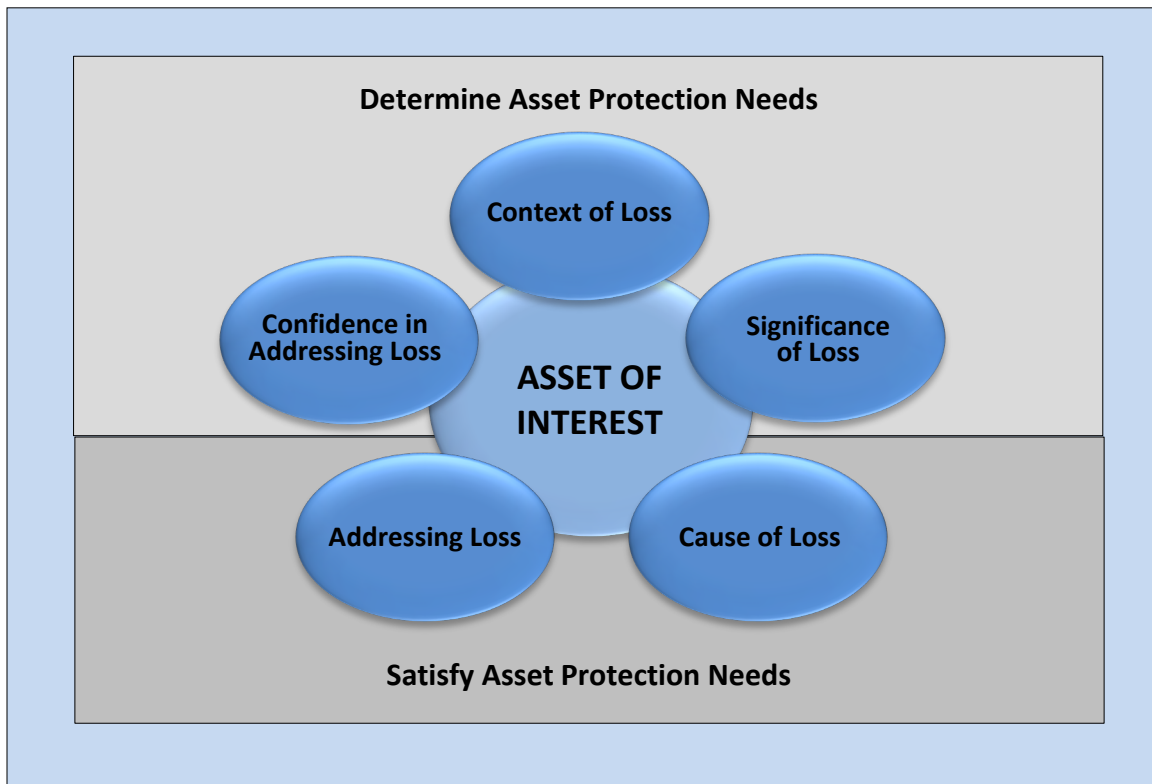 Determine Asset Protection Needs
Context of Loss
Confidence in
Addressing Loss
Significance
of Loss
ASSET OF
INTEREST
Addressing Loss
Cause of Loss
Satisfy Asset Protection Needs